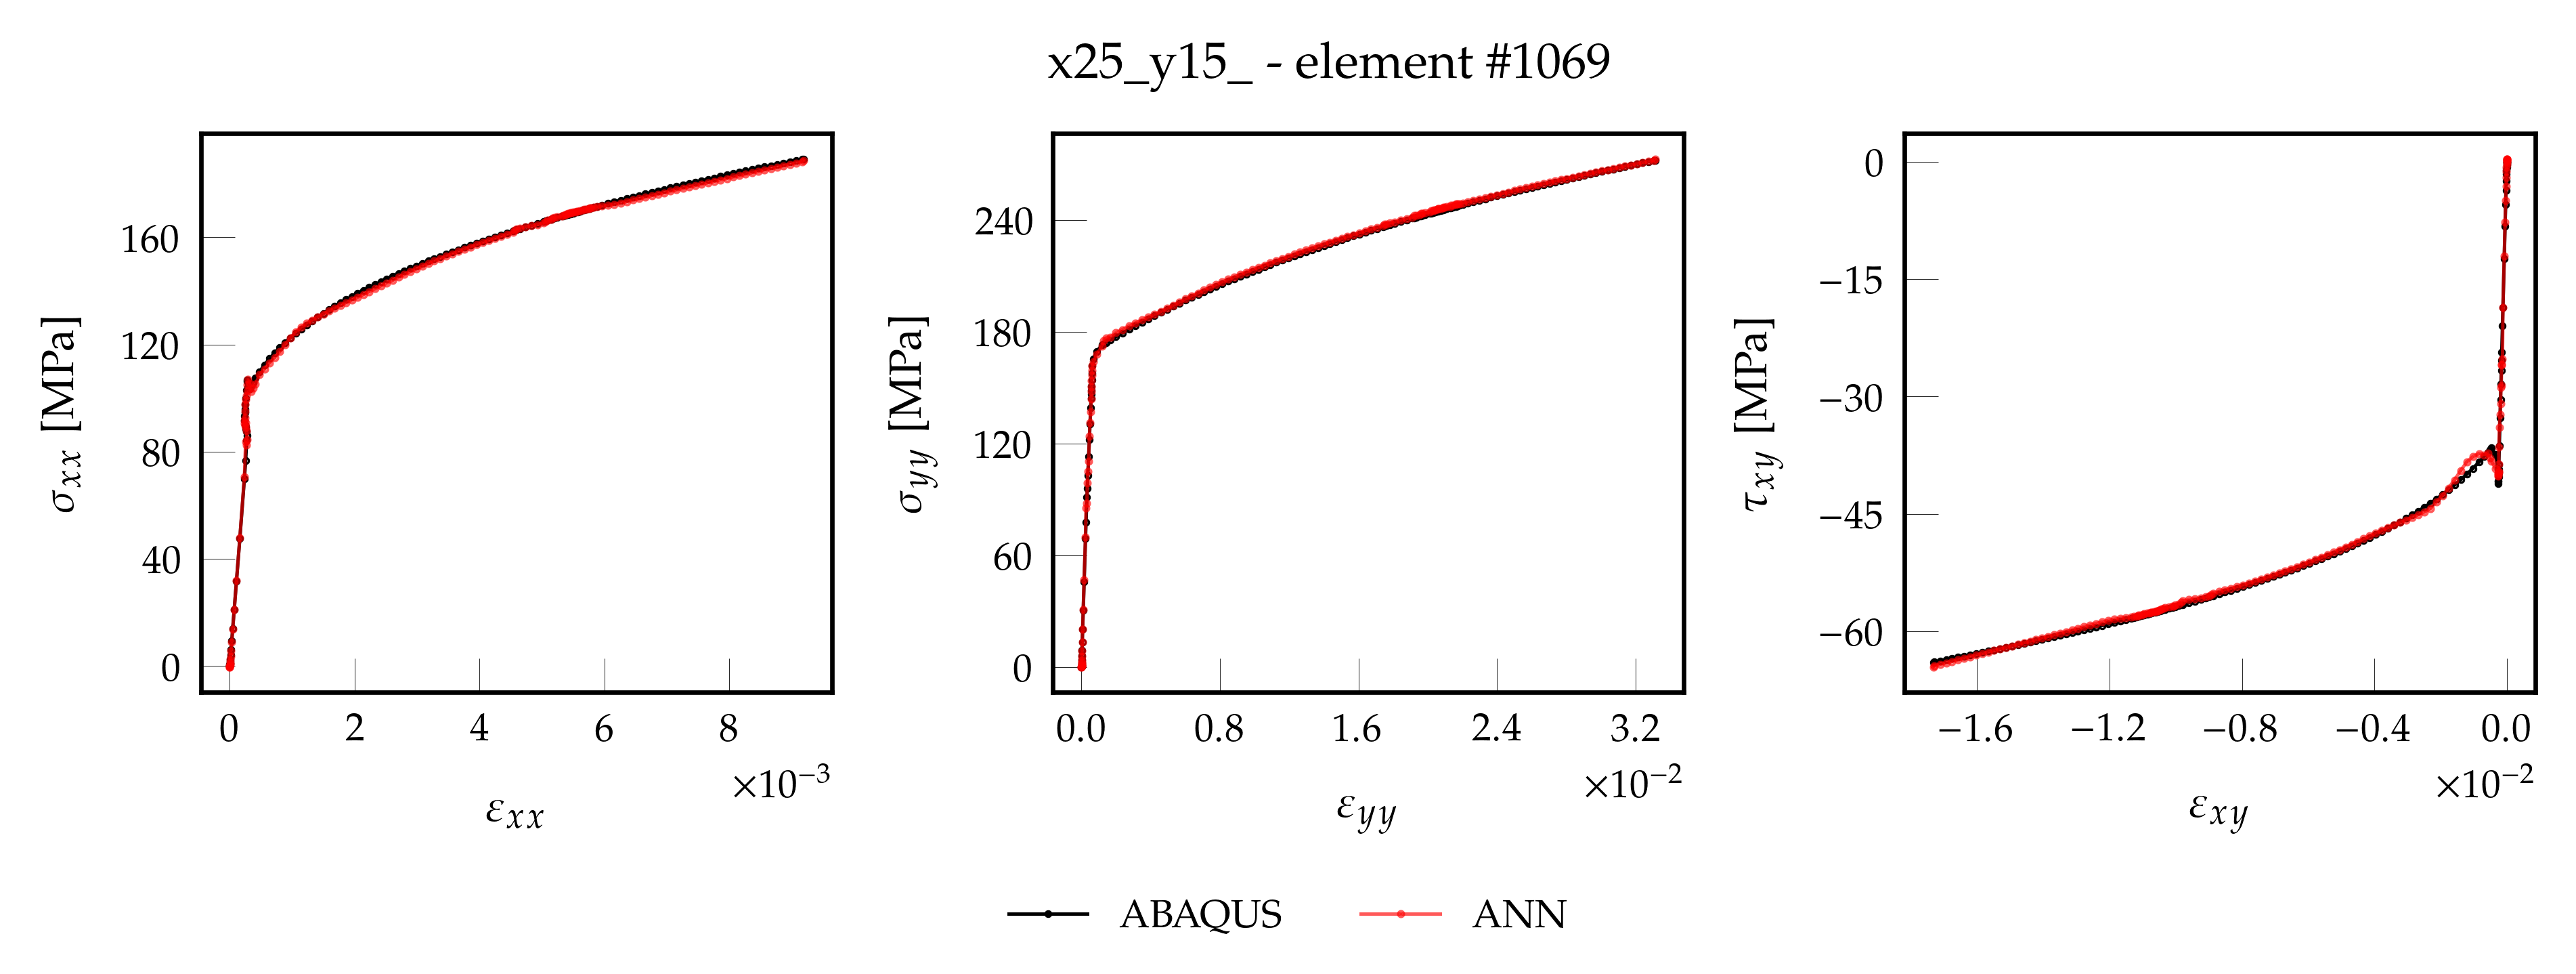 x25_y15_ - element #1069
σxx [MPa]
160
120
80
40
0
0 2 4 6 8
×10−3
εxx
σyy [MPa]
240
180
120
60
0
0.0 0.8 1.6 2.4 3.2
×10−2
εyy
τxy [MPa]
0
−15
−30
−45
−60
−1.6 −1.2 −0.8 −0.4 0.0
×10−2
εxy
ABAQUS ANN